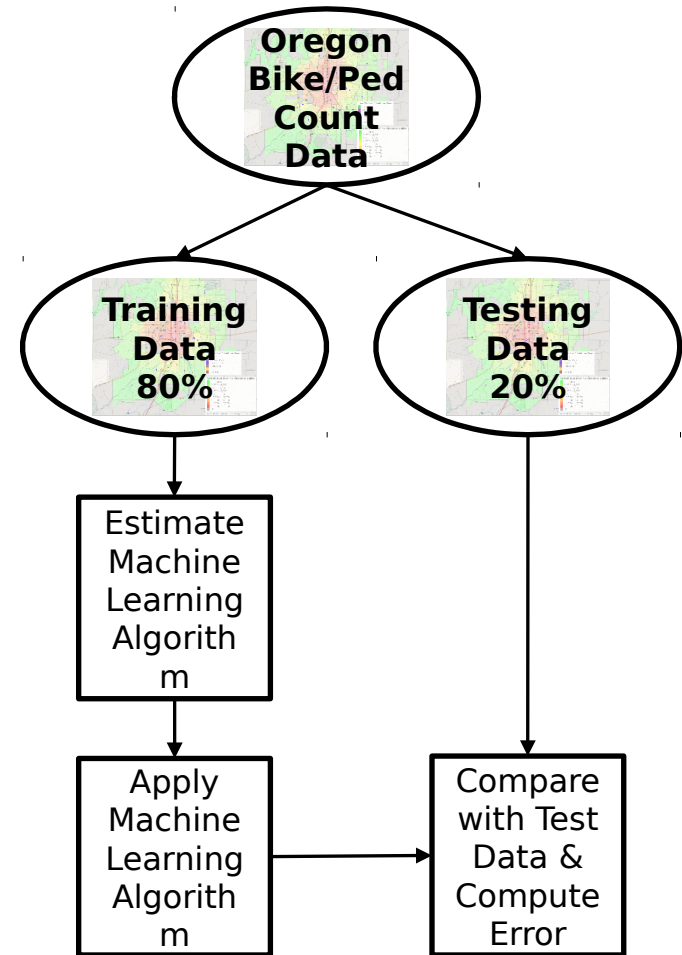 Oregon
Bike/Ped
Count
Data
Training
Data
80%
Testing
Data
20%
Estimate
Machine
Learning
Algorith
m
Apply
Machine
Learning
Algorith
m
Compare
with Test
Data &
Compute
Error